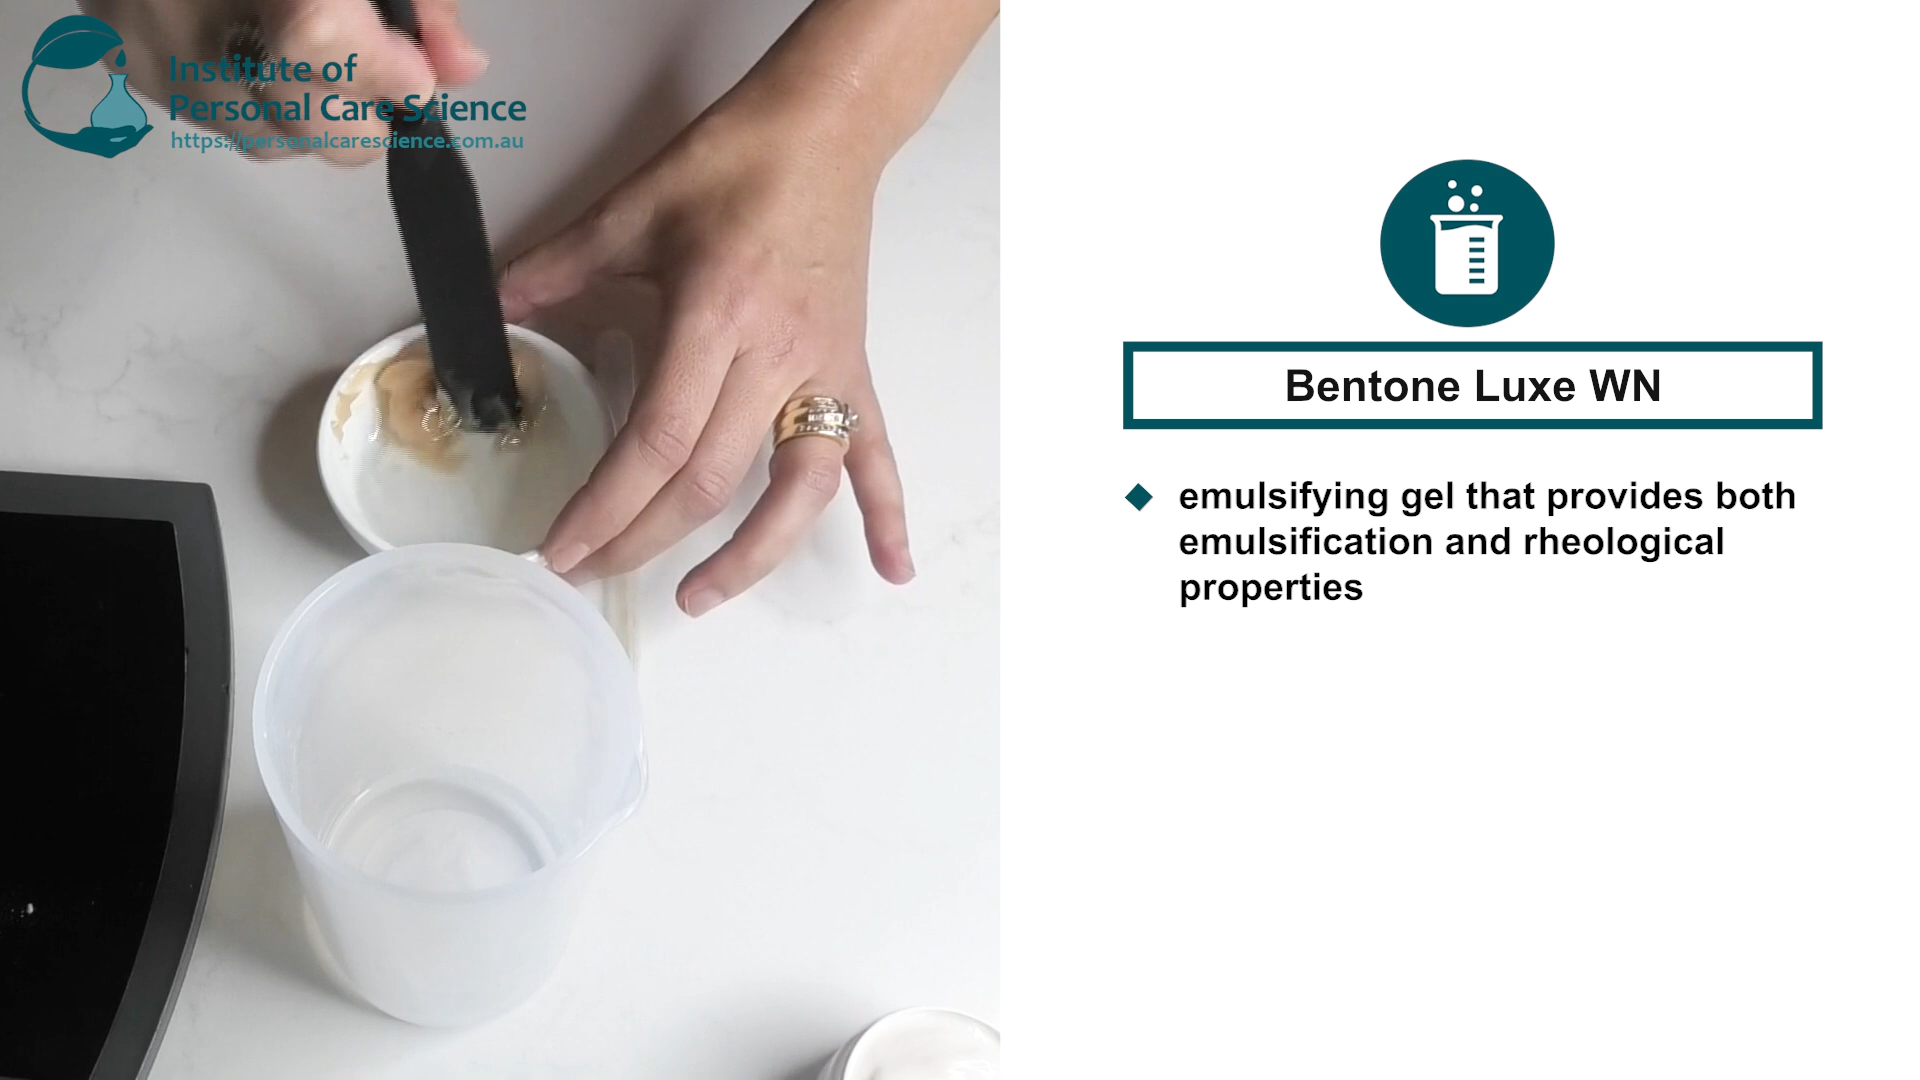 Institute of
Personal Care Science
https://personalcarescience.com.au
Bentone Luxe WN
emulsifying gel that provides both
emulsification and rheological
properties